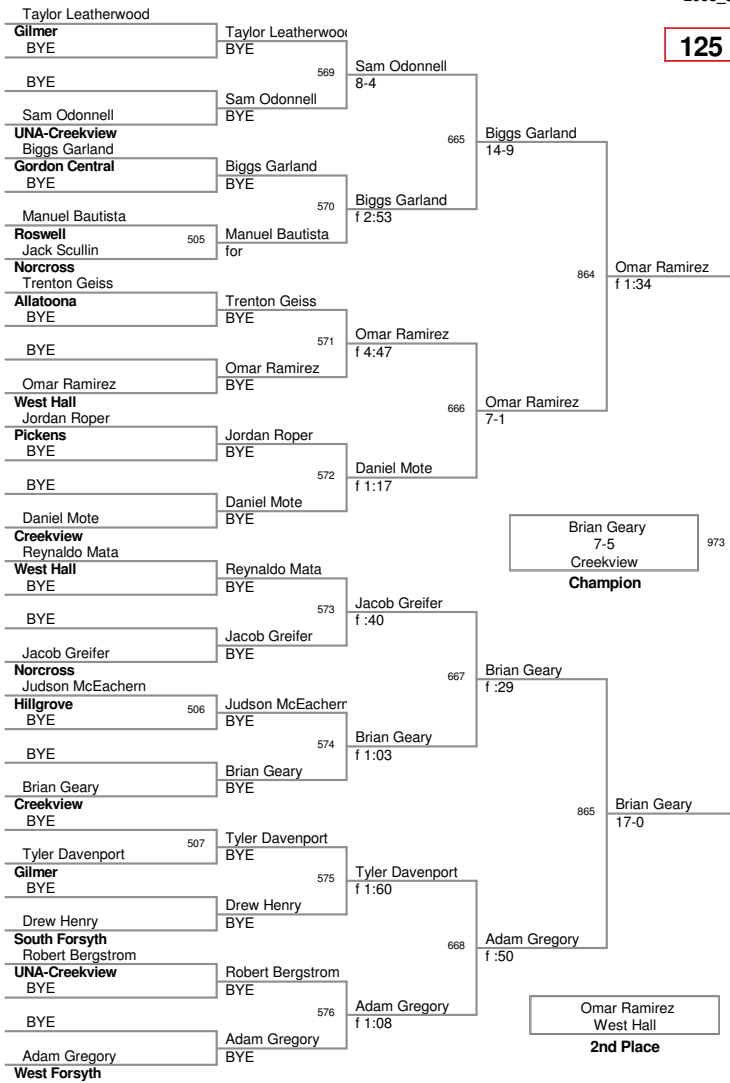 125
Taylor Leatherwood
Gilmer
BYE
BYE
Sam Odonnell
UNA-Creekview
Biggs Garland
Gordon Central
BYE
Manuel Bautista
Roswell
505
Jack Scullin
Norcross
Trenton Geiss
Allatoona
BYE
BYE
Omar Ramirez
West Hall
Jordan Roper
Pickens
BYE
BYE
Daniel Mote
Creekview
Reynaldo Mata
West Hall
BYE
BYE
Jacob Greifer
Norcross
Judson McEachern
Hillgrove
506
BYE
BYE
Brian Geary
Creekview
BYE
507
Tyler Davenport
Gilmer
BYE
Drew Henry
South Forsyth
Robert Bergstrom
UNA-Creekview
BYE
BYE
Adam Gregory
West Forsyth
Taylor Leatherwood
BYE
569
Sam Odonnell
BYE
Biggs Garland
BYE
570
Manuel Bautista
for
Trenton Geiss
BYE
571
Omar Ramirez
BYE
Jordan Roper
BYE
572
Daniel Mote
BYE
Reynaldo Mata
BYE
573
Jacob Greifer
BYE
Judson McEachern
BYE
574
Brian Geary
BYE
Tyler Davenport
BYE
575
Drew Henry
BYE
Robert Bergstrom
BYE
576
Adam Gregory
BYE
Sam Odonnell
8-4
665
Biggs Garland
f 2:53
Omar Ramirez
f 4:47
666
Daniel Mote
f 1:17
Jacob Greifer
f :40
667
Brian Geary
f 1:03
Tyler Davenport
f 1:60
668
Adam Gregory
f 1:08
Biggs Garland
14-9
864
Omar Ramirez
7-1
Brian Geary
f :29
865
Adam Gregory
f :50
Omar Ramirez
f 1:34
Brian Geary
17-0
Brian Geary
7-5
Creekview
973
Champion
Omar Ramirez
West Hall
2nd Place